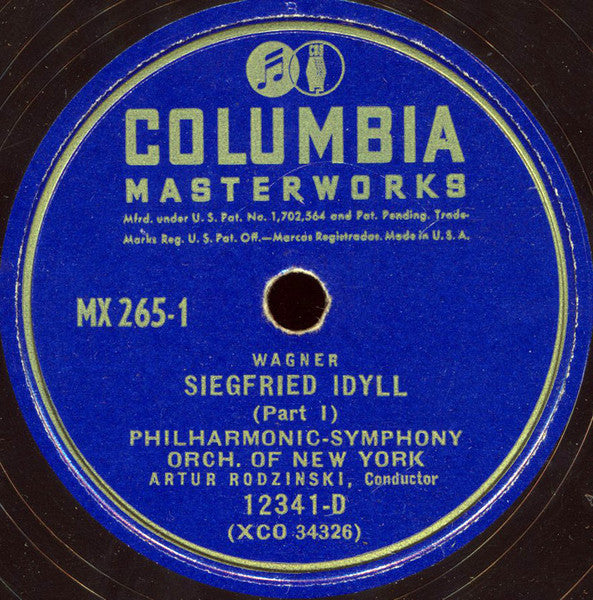 CBS
COLUMBIA
MASTERWORKS
Mfrd. under U. S. Pat. No. 1,702,564 and Pat. Pending. Trade-
Marks Reg. U. S. Pat. Off.—Marcas Registradas. Made in U. S. A.
MX 265-1
WAGNER
SIEGFRIED IDYLL
(Part I)
PHILHARMONIC-SYMPHONY
ORCH. OF NEW YORK
ARTUR RODZINSKI, Conductor
12341-D
(XCO 34326)